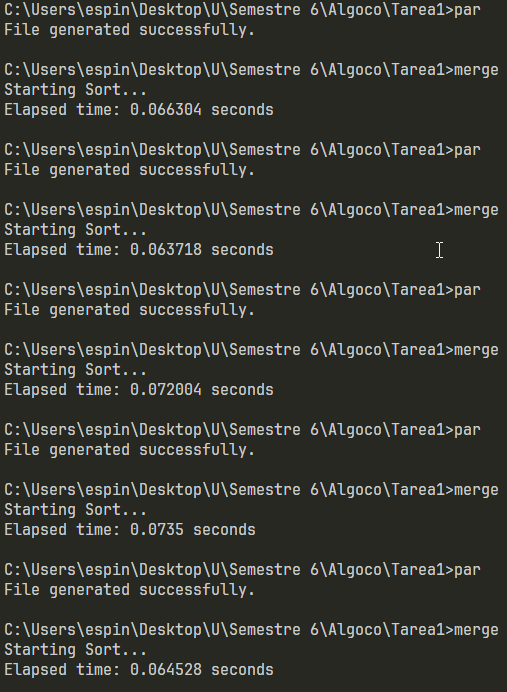 C:\Users\espin\Desktop\U\Semestre 6\Algoco\Tarea1>par
File generated successfully.
C:\Users\espin\Desktop\U\Semestre 6\Algoco\Tarea1>merge
Starting Sort...
Elapsed time: 0.066304 seconds
C:\Users\espin\Desktop\U\Semestre 6\Algoco\Tarea1>par
File generated successfully.
C:\Users\espin\Desktop\U\Semestre 6\Algoco\Tarea1>merge
Starting Sort...
Elapsed time: 0.063718 seconds
C:\Users\espin\Desktop\U\Semestre 6\Algoco\Tarea1>par
File generated successfully.
C:\Users\espin\Desktop\U\Semestre 6\Algoco\Tarea1>merge
Starting Sort...
Elapsed time: 0.072004 seconds
C:\Users\espin\Desktop\U\Semestre 6\Algoco\Tarea1>par
File generated successfully.
C:\Users\espin\Desktop\U\Semestre 6\Algoco\Tarea1>merge
Starting Sort...
Elapsed time: 0.0735 seconds
C:\Users\espin\Desktop\U\Semestre 6\Algoco\Tarea1>par
File generated successfully.
C:\Users\espin\Desktop\U\Semestre 6\Algoco\Tarea1>merge
Starting Sort...
Elapsed time: 0.064528 seconds